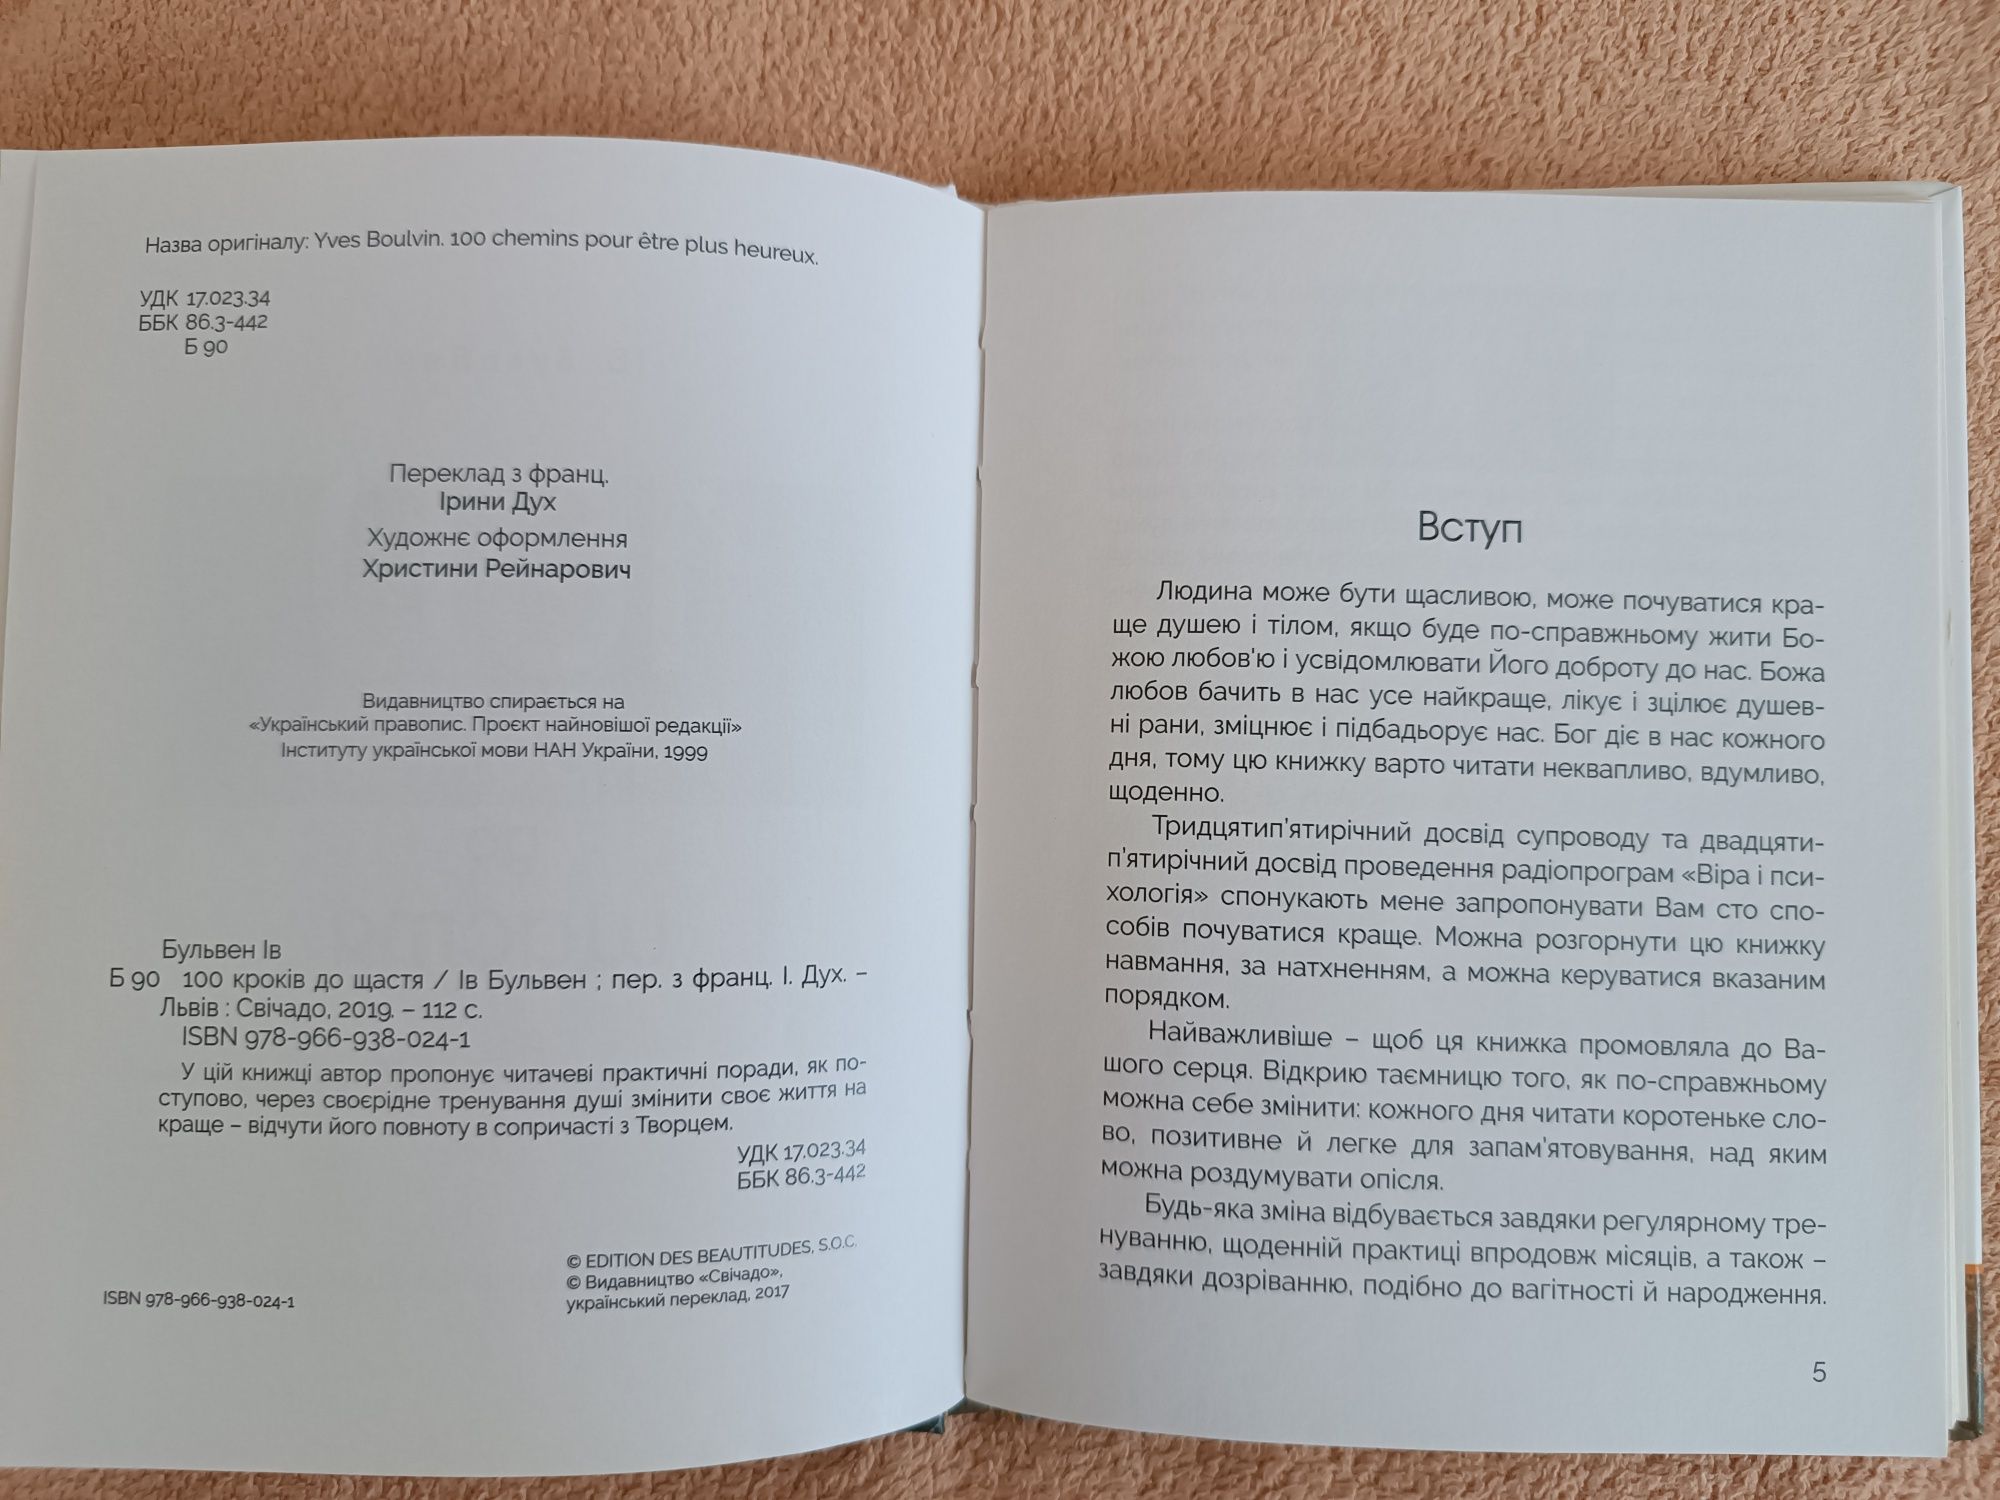 Назва оригіналу: Yves Boulvin. 100 chemins pour être plus heureux.
УДК 17.023.34
ББК 86.3-442
Б 90
Переклад з франц.
Ірини Дух
Художнє оформлення
Христини Рейнарович
Видавництво спирається на
«Український правопис. Проєкт найновішої редакції»
Інституту української мови НАН України, 1999
Бульвен Ів
Б 90 100 кроків до щастя / Ів Бульвен ; пер. з франц. І. Дух. –
Львів : Свічадо, 2019. – 112 с.
ISBN 978-966-938-024-1
У цій книжці автор пропонує читачеві практичні поради, як по-
ступово, через своєрідне тренування душі змінити своє життя на
краще – відчути його повноту в сопричасті з Творцем.
УДК 17.023.34
ББК 86.3-442
© EDITION DES BEAUTITUDES, S.O.C.
© Видавництво «Свічадо»,
український переклад, 2017
ISBN 978-966-938-024-1
Вступ
Людина може бути щасливою, може почуватися кра-
ще душею і тілом, якщо буде по-справжньому жити Бо-
жою любов'ю і усвідомлювати Його доброту до нас. Божа
любов бачить в нас усе найкраще, лікує і зцілює душев-
ні рани, зміцнює і підбадьорує нас. Бог діє в нас кожного
дня, тому цю книжку варто читати неквапливо, вдумливо,
щоденно.
Тридцятип'ятирічний досвід супроводу та двадцяти-
п'ятирічний досвід проведення радіопрограм «Віра і пси-
хологія» спонукають мене запропонувати Вам сто спо-
собів почуватися краще. Можна розгорнути цю книжку
навмання, за натхненням, а можна керуватися вказаним
порядком.
Найважливіше – щоб ця книжка промовляла до Ва-
шого серця. Відкрию таємницю того, як по-справжньому
можна себе змінити: кожного дня читати коротеньке сло-
во, позитивне й легке для запам'ятовування, над яким
можна роздумувати опісля.
Будь-яка зміна відбувається завдяки регулярному тре-
нуванню, щоденній практиці впродовж місяців, а також –
завдяки дозріванню, подібно до вагітності й народження.
5